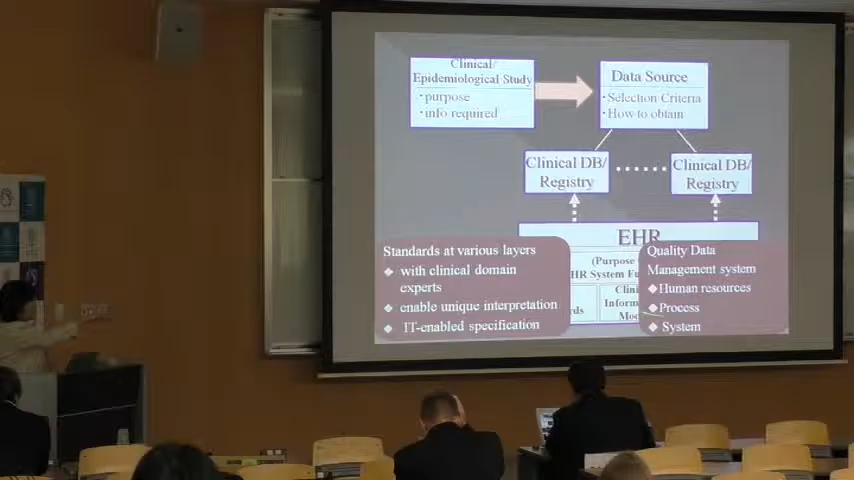 Clinical/
Epidemiological Study
·purpose
·info required
Data Source
·Selection Criteria
·How to obtain
Clinical DB/
Registry
Clinical DB/
Registry
EHR
(Purpose
HR System Fu
Clini
Inform
Mod
ds
Standards at various layers
◆ with clinical domain
experts
◆ enable unique interpretation
◆ IT-enabled specification
Quality Data
Management system
◆Human resources
◆Process
◆ System